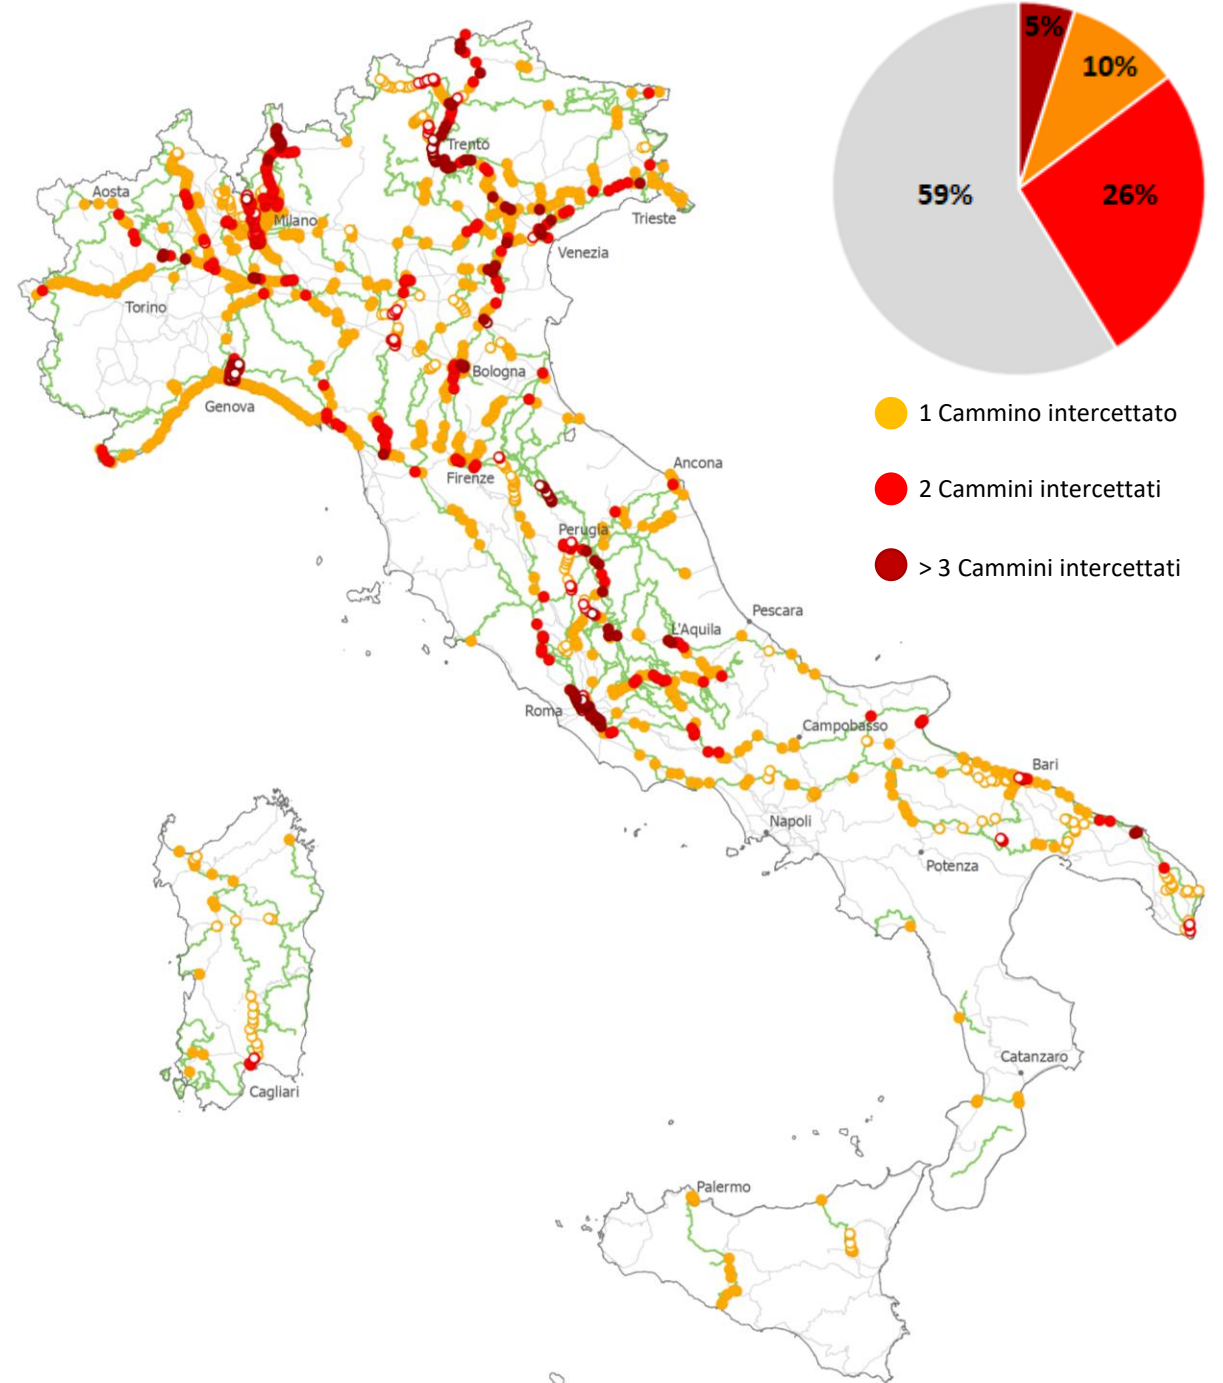 5%
10%
59%
26%
Trento
Aosta
Milano
Trieste
Venezia
Torino
Bologna
Genova
1 Cammino intercettato
Ancona
Firenze
2 Cammini intercettati
Perugia
> 3 Cammini intercettati
Pescara
L'Aquila
Roma
Campobasso
Bari
Napoli
Potenza
Catanzaro
Cagliari
Palermo